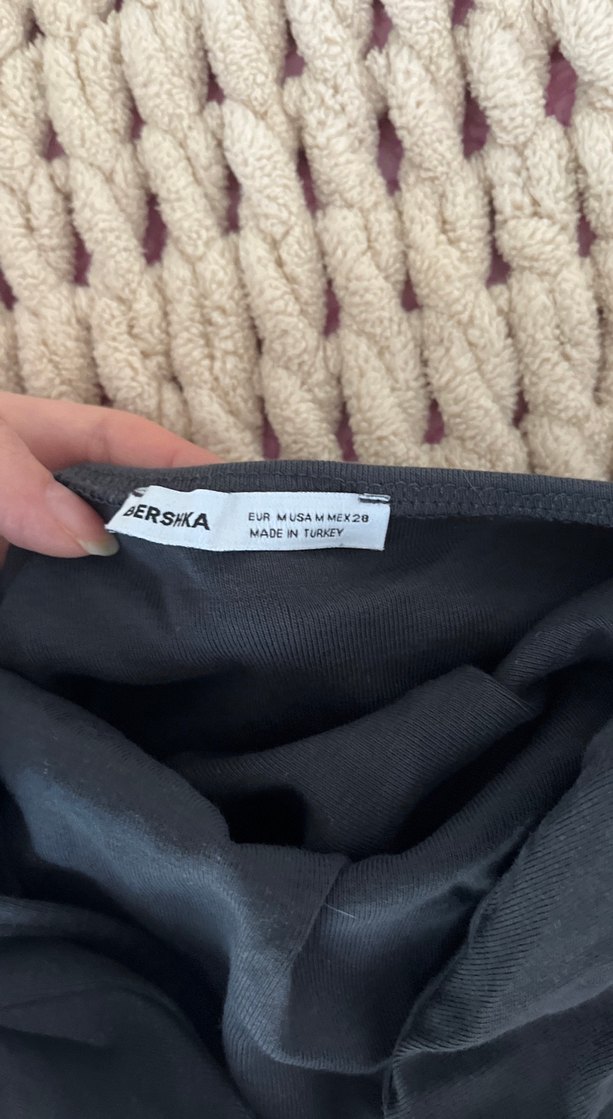 BERSHKA
EUR M USA M MEX 28
MADE IN TURKEY